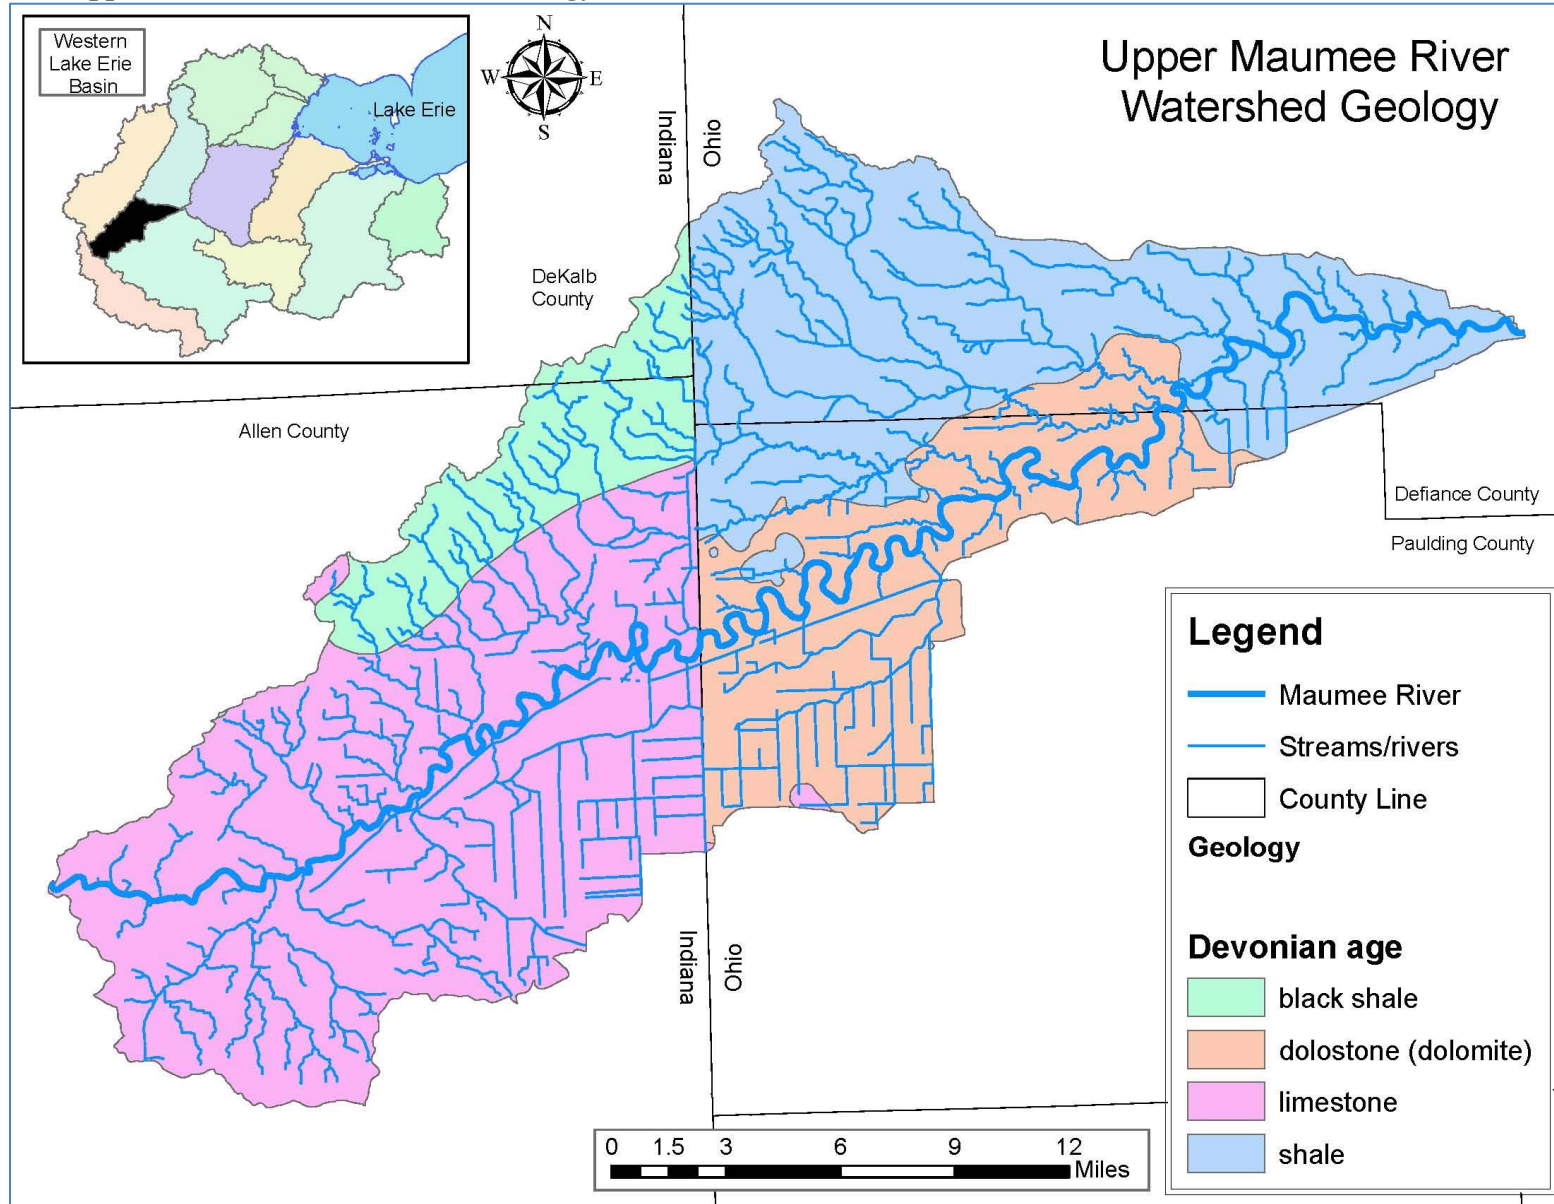 Western
Lake Erie
Basin
Lake Erie
N
W
E
S
Upper Maumee River
Watershed Geology
Indiana
Ohio
DeKalb
County
Allen County
Defiance County
Paulding County
Indiana
Ohio
Legend
Maumee River
Streams/rivers
County Line
Geology
Devonian age
black shale
dolostone (dolomite)
limestone
shale
0 1.5 3 6 9 12
Miles